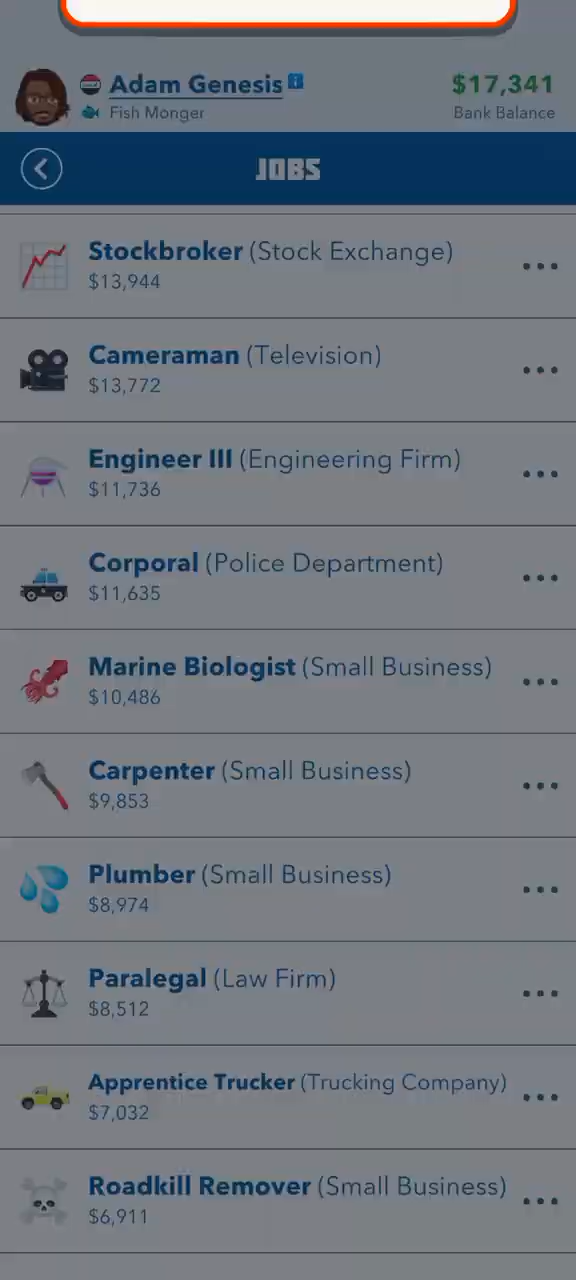 Adam Genesis
$17,341
Fish Monger
Bank Balance
JOBS
Stockbroker (Stock Exchange)
$13,944
Cameraman (Television)
$13,772
Engineer III (Engineering Firm)
$11,736
Corporal (Police Department)
$11,635
Marine Biologist (Small Business)
$10,486
Carpenter (Small Business)
$9,853
Plumber (Small Business)
$8,974
Paralegal (Law Firm)
$8,512
Apprentice Trucker (Trucking Company)
$7,032
Roadkill Remover (Small Business)
$6,911